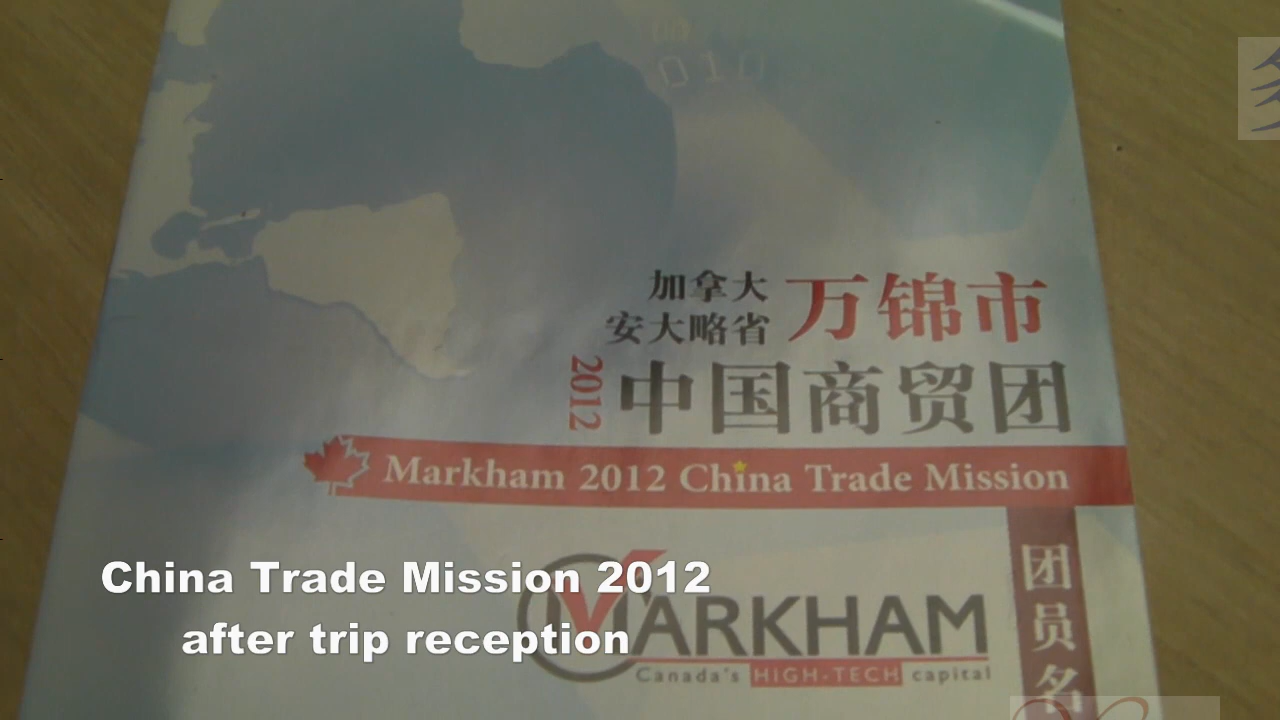 010
加拿大
安大略省
万锦市
2012
中国商贸团
Markham 2012 China Trade Mission
China Trade Mission 2012
after trip reception
MARKHAM
Canada's HIGH-TECH capital
团员名